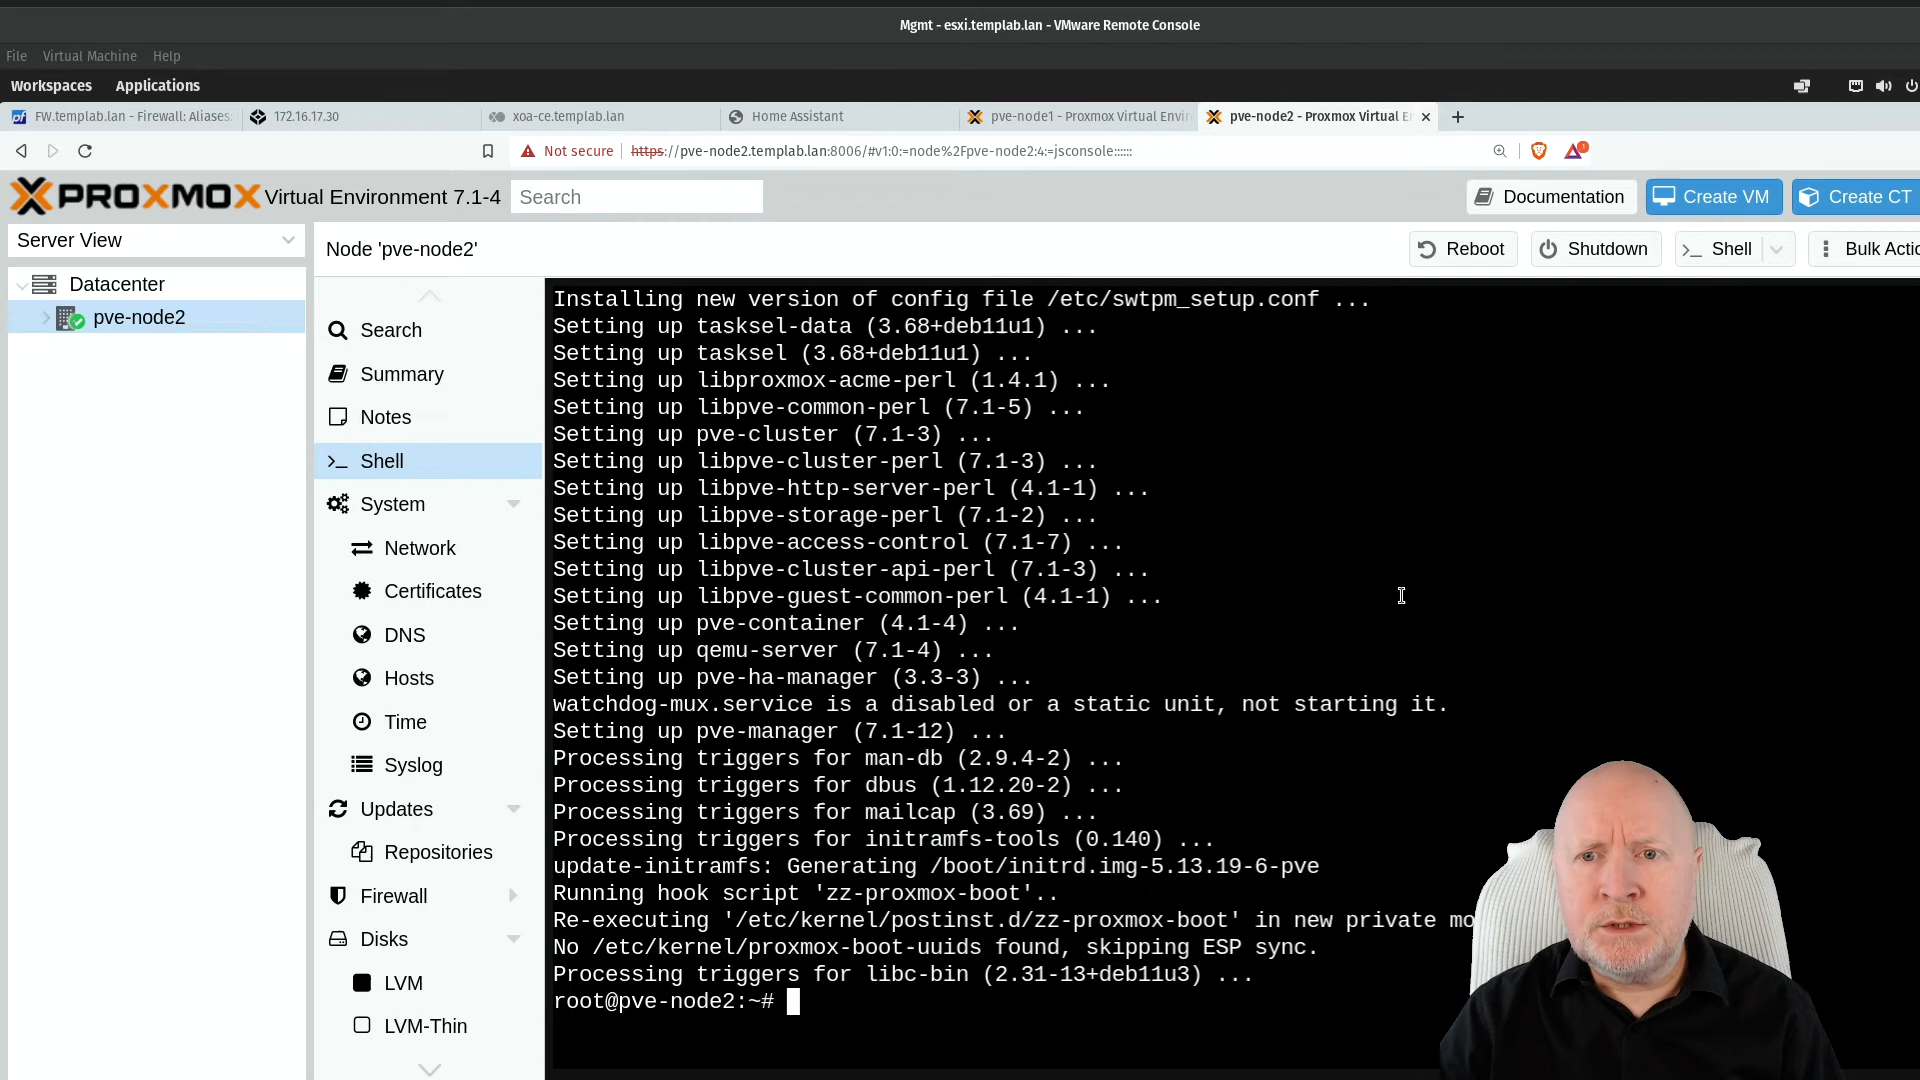 Mgmt - esxi.templab.lan - VMware Remote Console
File Virtual Machine Help
Workspaces Applications
pf FW.templab.lan - Firewall: Aliases: 172.16.17.30 xoa-ce.templab.lan Home Assistant pve-node1 - Proxmox Virtual Envir pve-node2 - Proxmox Virtual E
Not secure https://pve-node2.templab.lan:8006/#v1:0:=node%2Fpve-node2:4:=jsconsole::::::
PROXMOX Virtual Environment 7.1-4 Search Documentation Create VM Create CT
Server View
Node 'pve-node2' Reboot Shutdown Shell Bulk Actio
Datacenter
pve-node2
Search
Summary
Notes
Shell
System
Network
Certificates
DNS
Hosts
Time
Syslog
Updates
Repositories
Firewall
Disks
LVM
LVM-Thin
Installing new version of config file /etc/swtpm_setup.conf ...
Setting up tasksel-data (3.68+deb11u1) ...
Setting up tasksel (3.68+deb11u1) ...
Setting up libproxmox-acme-perl (1.4.1) ...
Setting up libpve-common-perl (7.1-5) ...
Setting up pve-cluster (7.1-3) ...
Setting up libpve-cluster-perl (7.1-3) ...
Setting up libpve-http-server-perl (4.1-1) ...
Setting up libpve-storage-perl (7.1-2) ...
Setting up libpve-access-control (7.1-7) ...
Setting up libpve-cluster-api-perl (7.1-3) ...
Setting up libpve-guest-common-perl (4.1-1) ...
Setting up pve-container (4.1-4) ...
Setting up qemu-server (7.1-4) ...
Setting up pve-ha-manager (3.3-3) ...
watchdog-mux.service is a disabled or a static unit, not starting it.
Setting up pve-manager (7.1-12) ...
Processing triggers for man-db (2.9.4-2) ...
Processing triggers for dbus (1.12.20-2) ...
Processing triggers for mailcap (3.69) ...
Processing triggers for initramfs-tools (0.140) ...
update-initramfs: Generating /boot/initrd.img-5.13.19-6-pve
Running hook script 'zz-proxmox-boot'..
Re-executing '/etc/kernel/postinst.d/zz-proxmox-boot' in new private mo
No /etc/kernel/proxmox-boot-uuids found, skipping ESP sync.
Processing triggers for libc-bin (2.31-13+deb11u3) ...
root@pve-node2:~#